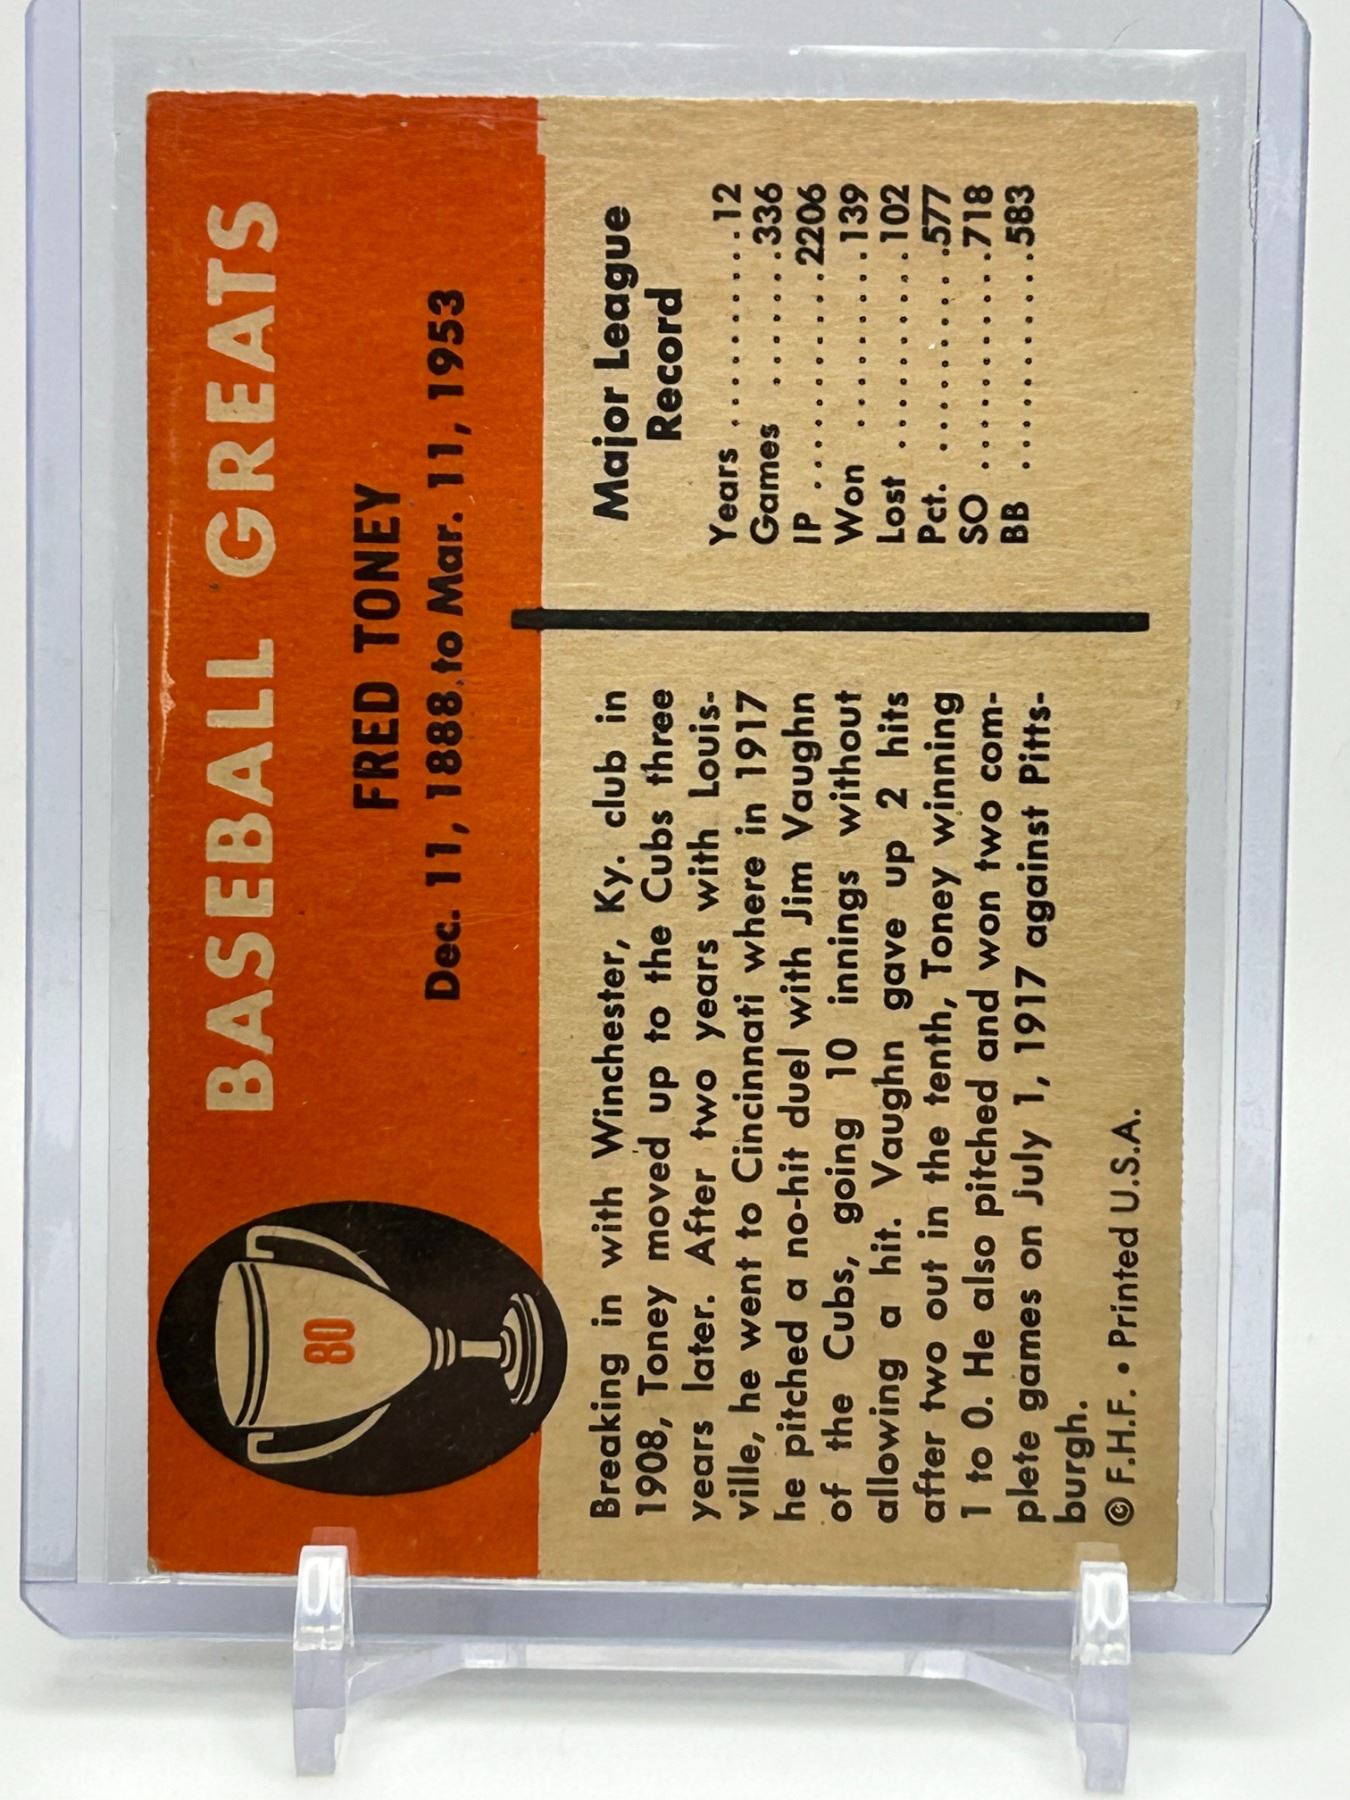 BASEBALL GREATS
FRED TONEY
Dec. 11, 1888 to Mar. 11, 1953
80
Breaking in with Winchester, Ky. club in
1908, Toney moved up to the Cubs three
years later. After two years with Louis-
ville, he went to Cincinnati where in 1917
he pitched a no-hit duel with Jim Vaughn
of the Cubs, going 10 innings without
allowing a hit. Vaughn gave up 2 hits
after two out in the tenth, Toney winning
1 to 0. He also pitched and won two com-
plete games on July 1, 1917 against Pitts-
burgh.
© F.H.F. • Printed U.S.A.
Major League
Record
Years ..........12
Games .......336
IP ............2206
Won ..........139
Lost ..........102
Pct. ..........577
SO ............718
BB ............583